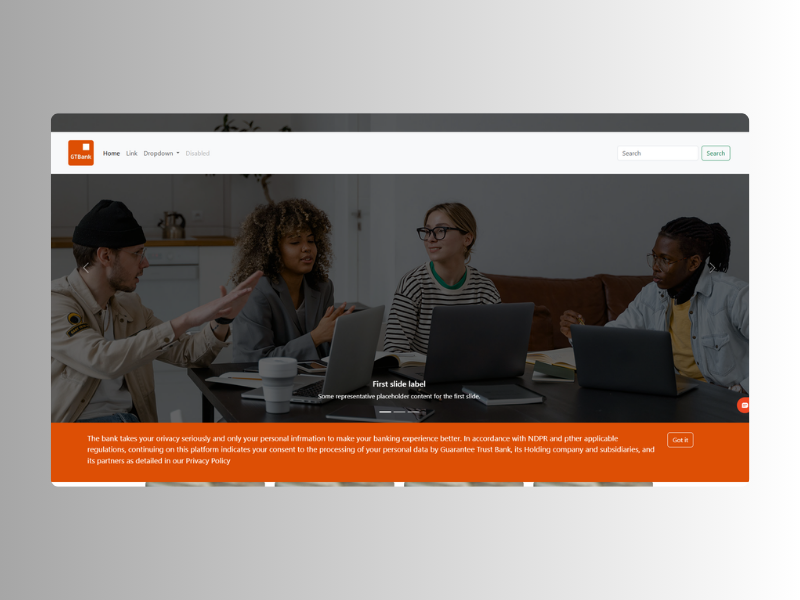 GTBank
Home Link Dropdown Disabled
Search Search
First slide label
Some representative placeholder content for the first slide.
The bank takes your orivacy seriously and only your personal infrmation to make your banking experience better. In accordance with NDPR and pther applicable
regulations, continuing on this platform indicates your consent to the processing of your personal data by Guarantee Trust Bank, its Holding company and subsidiaries, and
its partners as detailed in our Privacy Policy
Got it